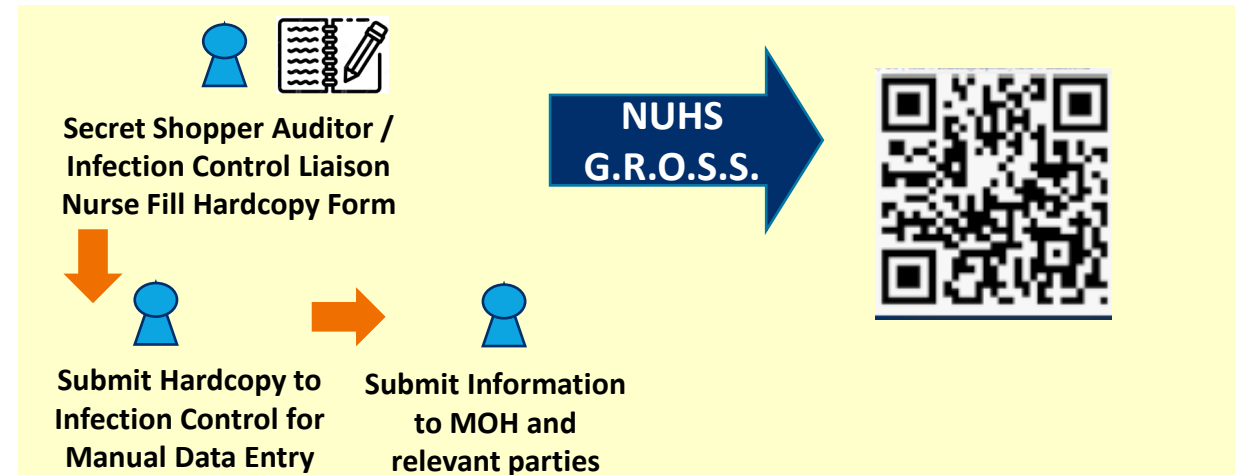 Secret Shopper Auditor /
Infection Control Liaison
Nurse Fill Hardcopy Form
NUHS
G.R.O.S.S.
Submit Hardcopy to
Infection Control for
Manual Data Entry
Submit Information
to MOH and
relevant parties